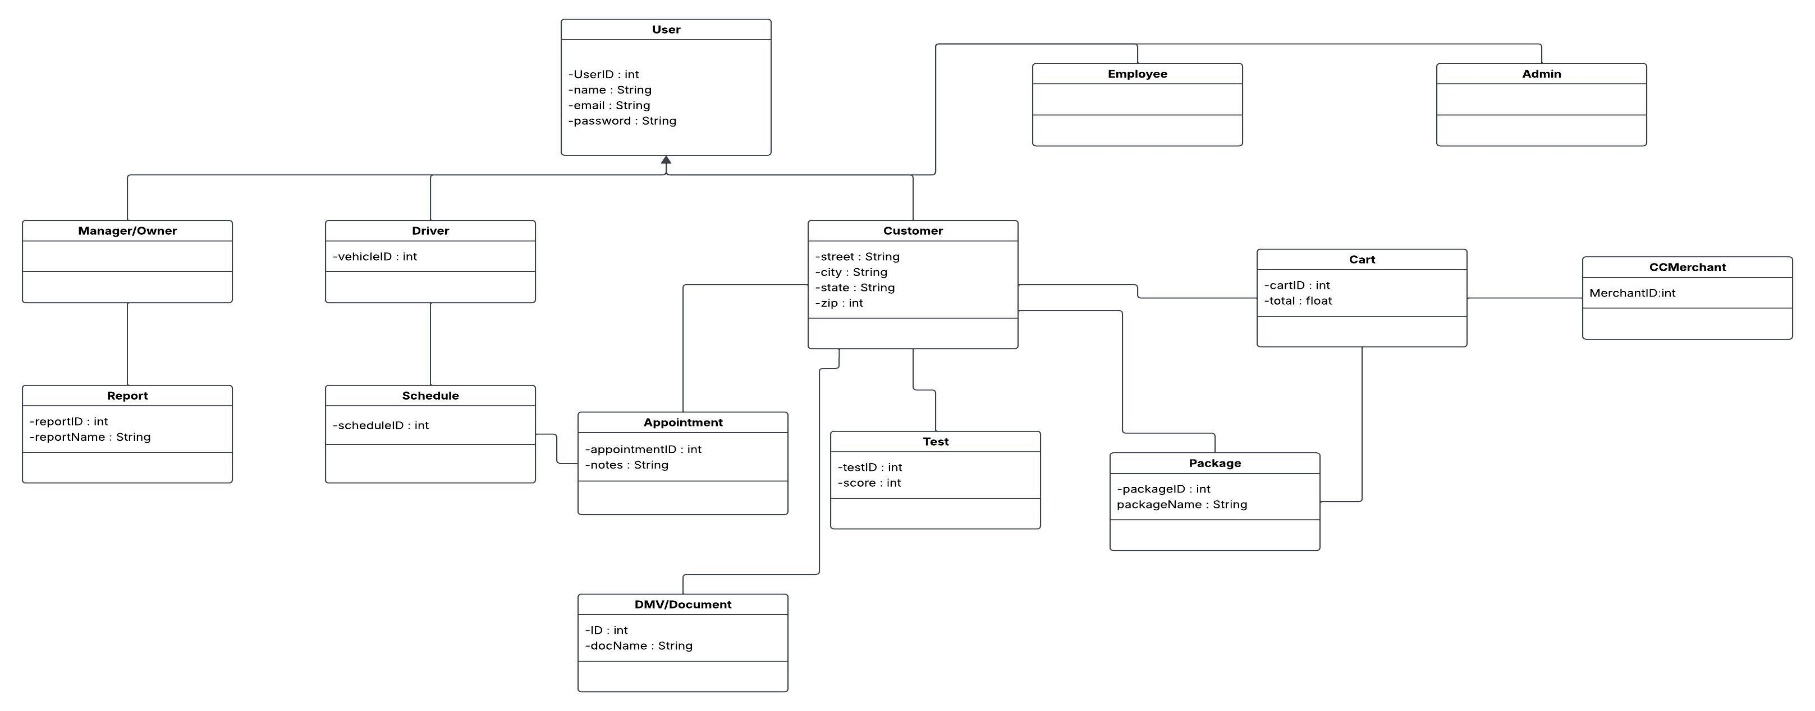 User
-UserID : int
-name : String
-email : String
-password : String
Employee
Admin
Manager/Owner
Driver
-vehicleID : int
Customer
-street : String
-city : String
-state : String
-zip : int
Cart
-cartID : int
-total : float
CCMerchant
MerchantID:int
Report
-reportID : int
-reportName : String
Schedule
-scheduleID : int
Appointment
-appointmentID : int
-notes : String
Test
-testID : int
-score : int
Package
-packageID : int
packageName : String
DMV/Document
-ID : int
-docName : String